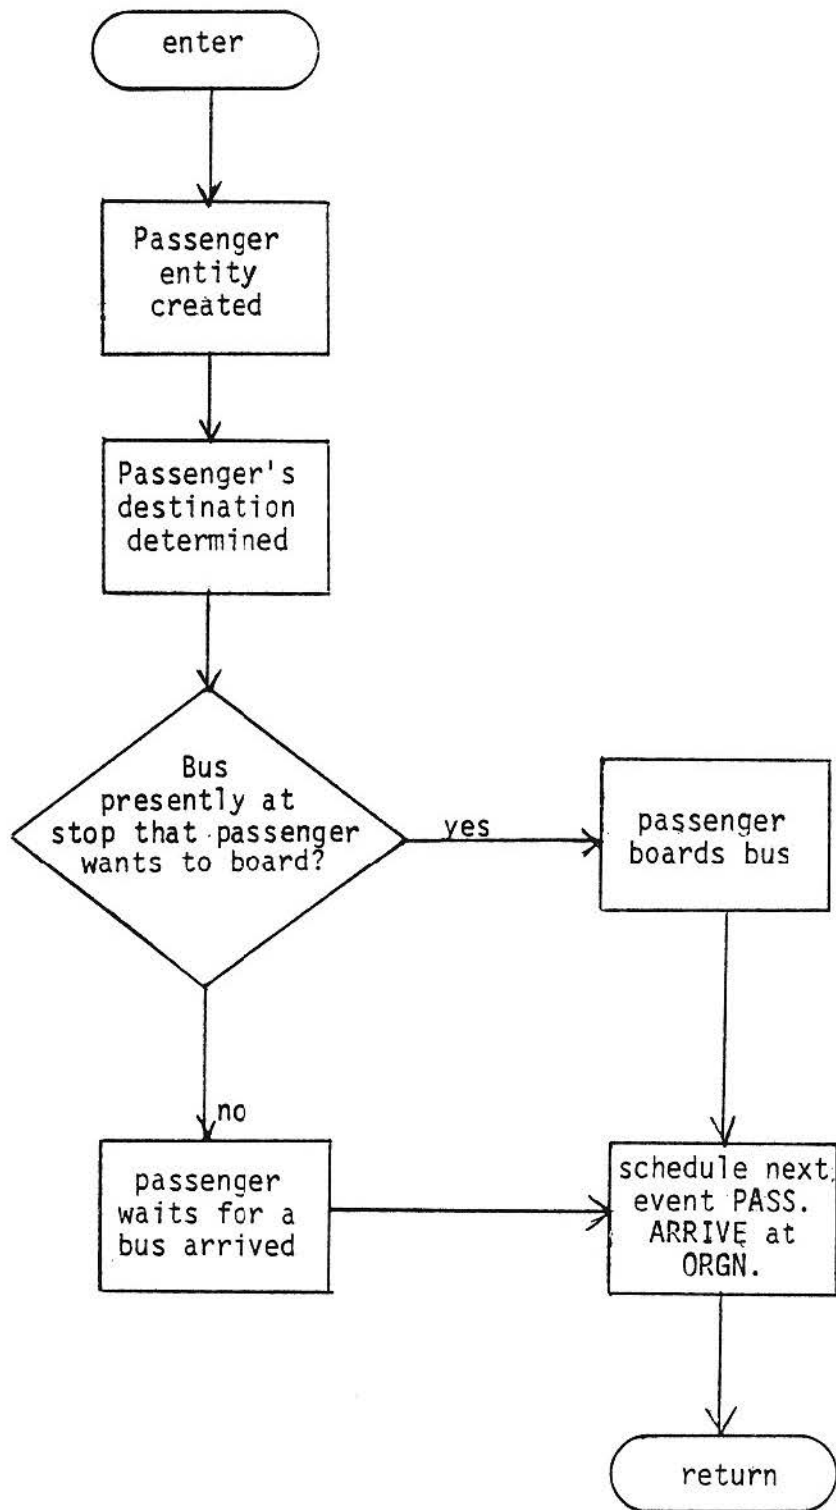 enter
Passenger
entity
created
Passenger's
destination
determined
Bus
presently at
stop that passenger
wants to board?
yes
passenger
boards bus
no
passenger
waits for a
bus arrived
schedule next
event PASS.
ARRIVE at
ORGN.
return